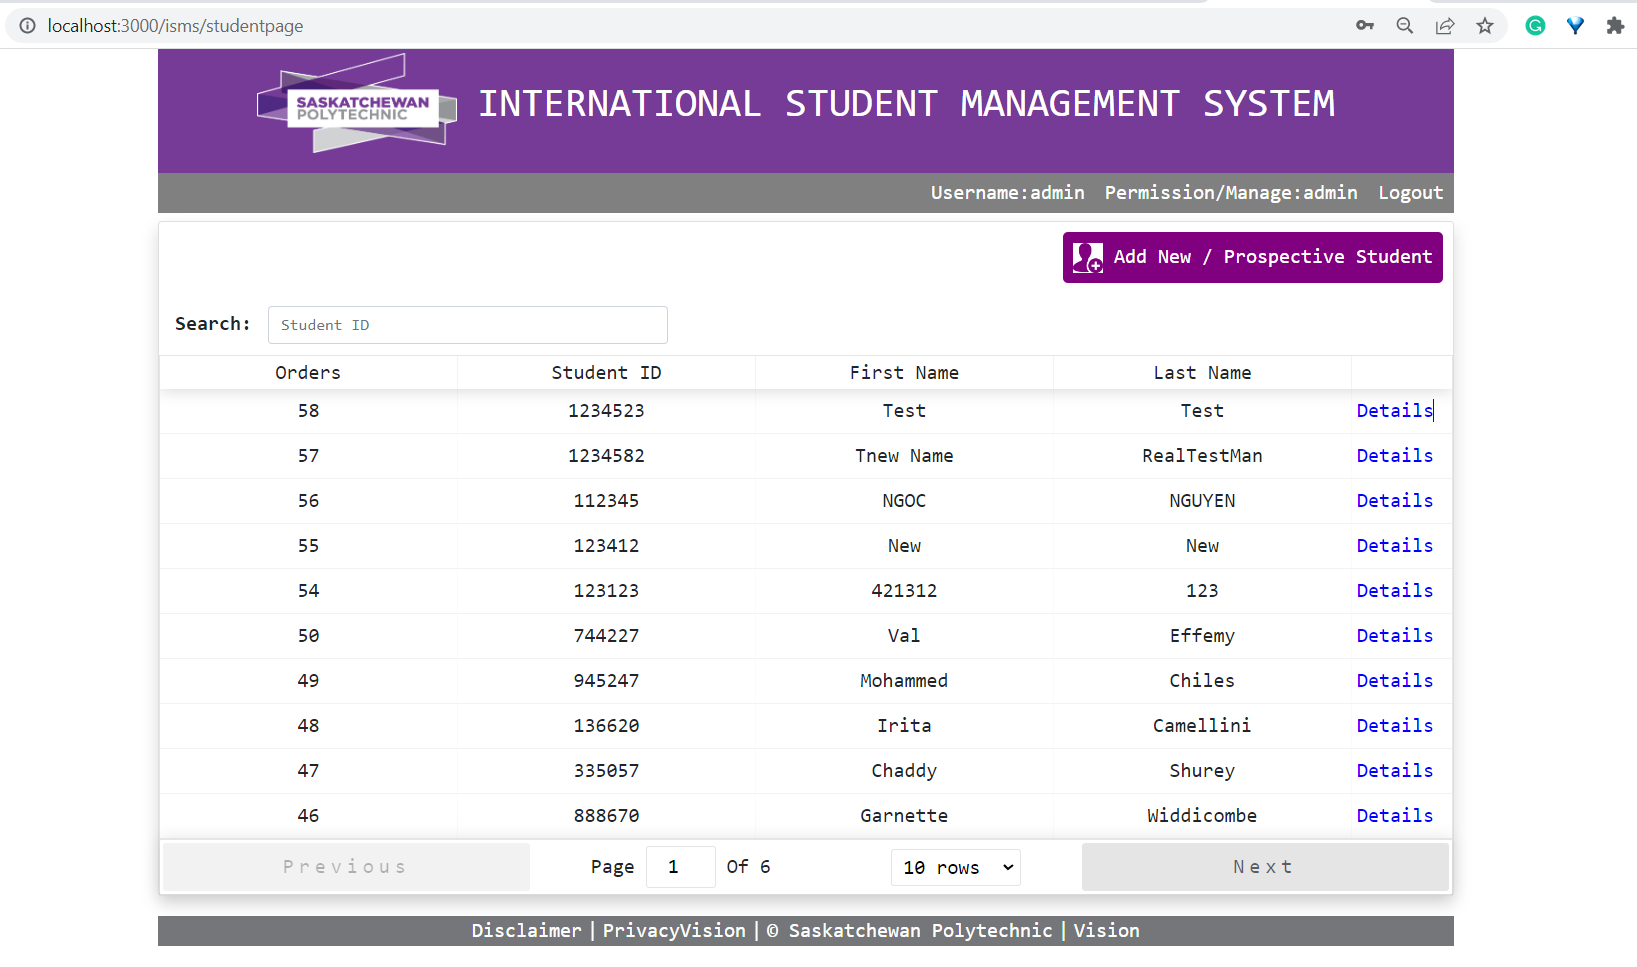 localhost:3000/isms/studentpage
SASKATCHEWAN
POLYTECHNIC
INTERNATIONAL STUDENT MANAGEMENT SYSTEM
Username:admin Permission/Manage:admin Logout
Add New / Prospective Student
Search: Student ID
Orders Student ID First Name Last Name
58 1234523 Test Test Details
57 1234582 Tnew Name RealTestMan Details
56 112345 NGOC NGUYEN Details
55 123412 New New Details
54 123123 421312 123 Details
50 744227 Val Effemy Details
49 945247 Mohammed Chiles Details
48 136620 Irita Camellini Details
47 335057 Chaddy Shurey Details
46 888670 Garnette Widdicombe Details
Previous Page 1 Of 6 10 rows Next
Disclaimer | PrivacyVision | © Saskatchewan Polytechnic | Vision